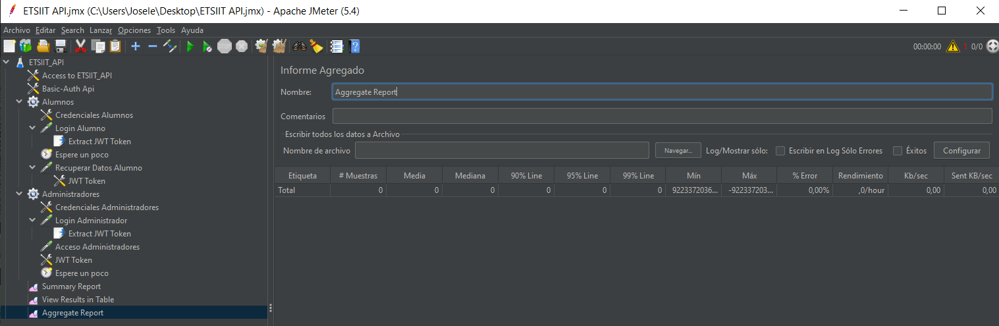 ETSIIT API.jmx (C:\Users\Josele\Desktop\ETSIIT API.jmx) - Apache JMeter (5.4)
Archivo Editar Search Lanzar Opciones Tools Ayuda
STOP 00:00:00 0/0
ETSIIT_API
Access to ETSIIT_API
Basic-Auth Api
Alumnos
Credenciales Alumnos
Login Alumno
Extract JWT Token
Espere un poco
Recuperar Datos Alumno
JWT Token
Administradores
Credenciales Administradores
Login Administrador
Extract JWT Token
Acceso Administradores
JWT Token
Espere un poco
Summary Report
View Results in Table
Aggregate Report
Informe Agregado
Nombre: Aggregate Report
Comentarios
Escribir todos los datos a Archivo
Nombre de archivo Navegar... Log/Mostrar sólo: Escribir en Log Sólo Errores Éxitos Configurar
Etiqueta # Muestras Media Mediana 90% Line 95% Line 99% Line Mín Máx % Error Rendimiento Kb/sec Sent KB/sec
Total 0 0 0 0 0 0 9223372036... -922337203... 0,00% ,0/hour 0,00 0,00